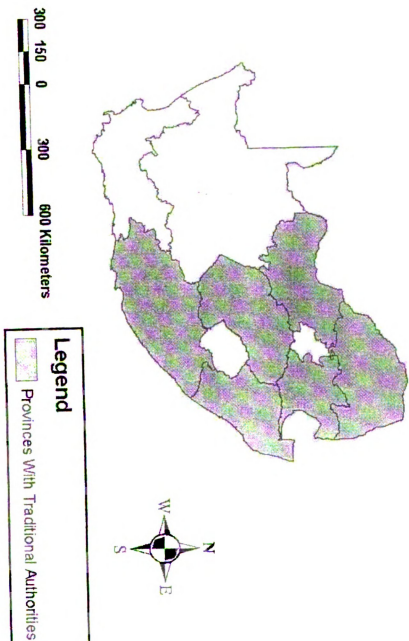 300 150 0 300 600 Kilometers
Legend
Provinces With Traditional Authorities
N
W E
S